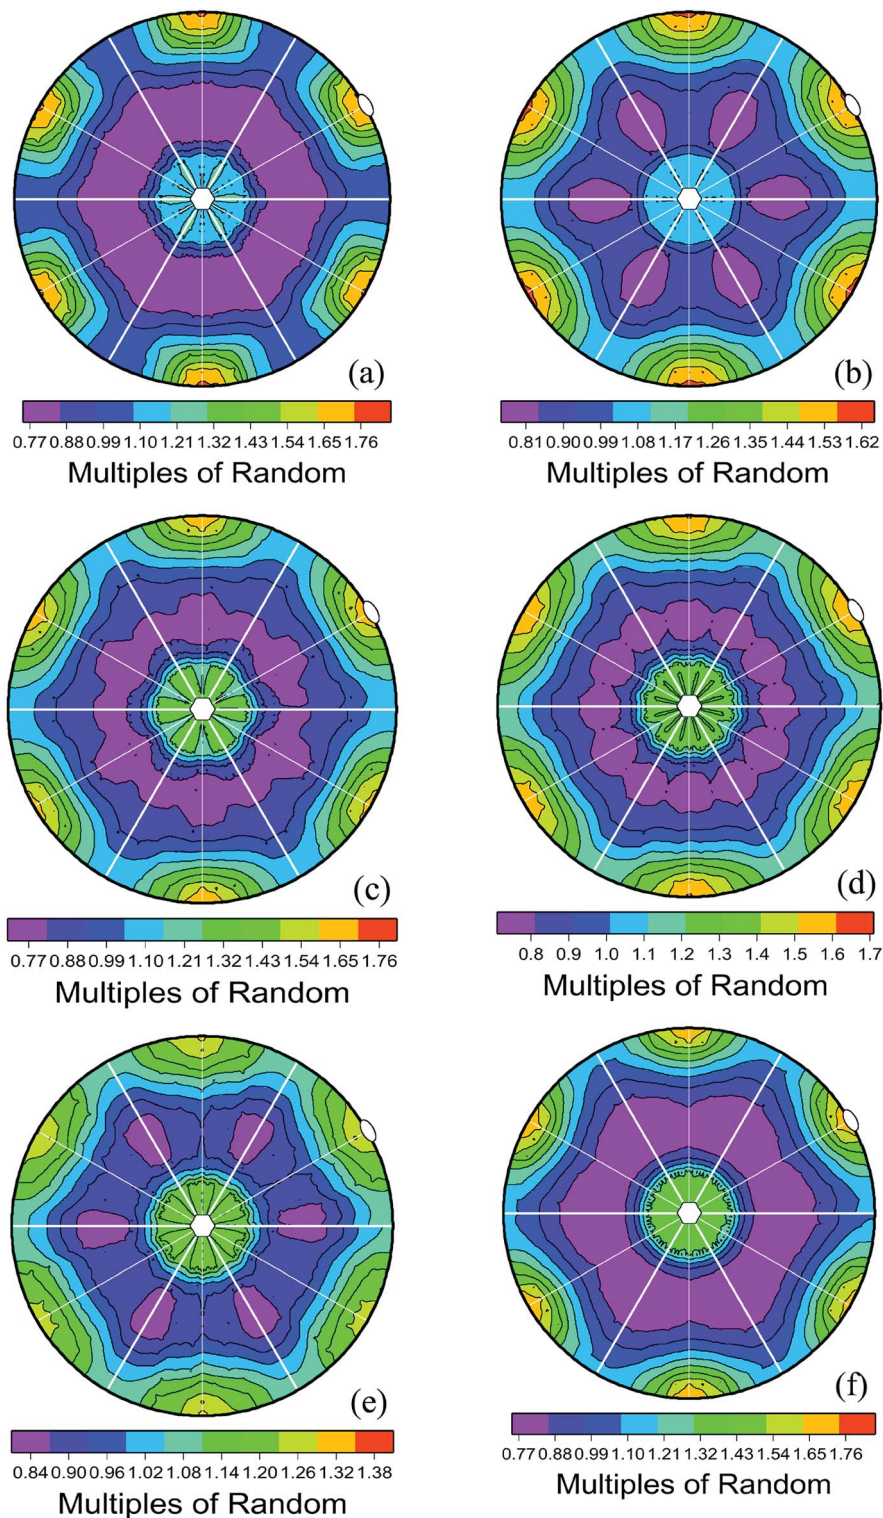 (a)
(b)
0.77 0.88 0.99 1.10 1.21 1.32 1.43 1.54 1.65 1.76
0.81 0.90 0.99 1.08 1.17 1.26 1.35 1.44 1.53 1.62
Multiples of Random
Multiples of Random
(c)
(d)
0.77 0.88 0.99 1.10 1.21 1.32 1.43 1.54 1.65 1.76
0.8 0.9 1.0 1.1 1.2 1.3 1.4 1.5 1.6 1.7
Multiples of Random
Multiples of Random
(e)
(f)
0.84 0.90 0.96 1.02 1.08 1.14 1.20 1.26 1.32 1.38
0.77 0.88 0.99 1.10 1.21 1.32 1.43 1.54 1.65 1.76
Multiples of Random
Multiples of Random